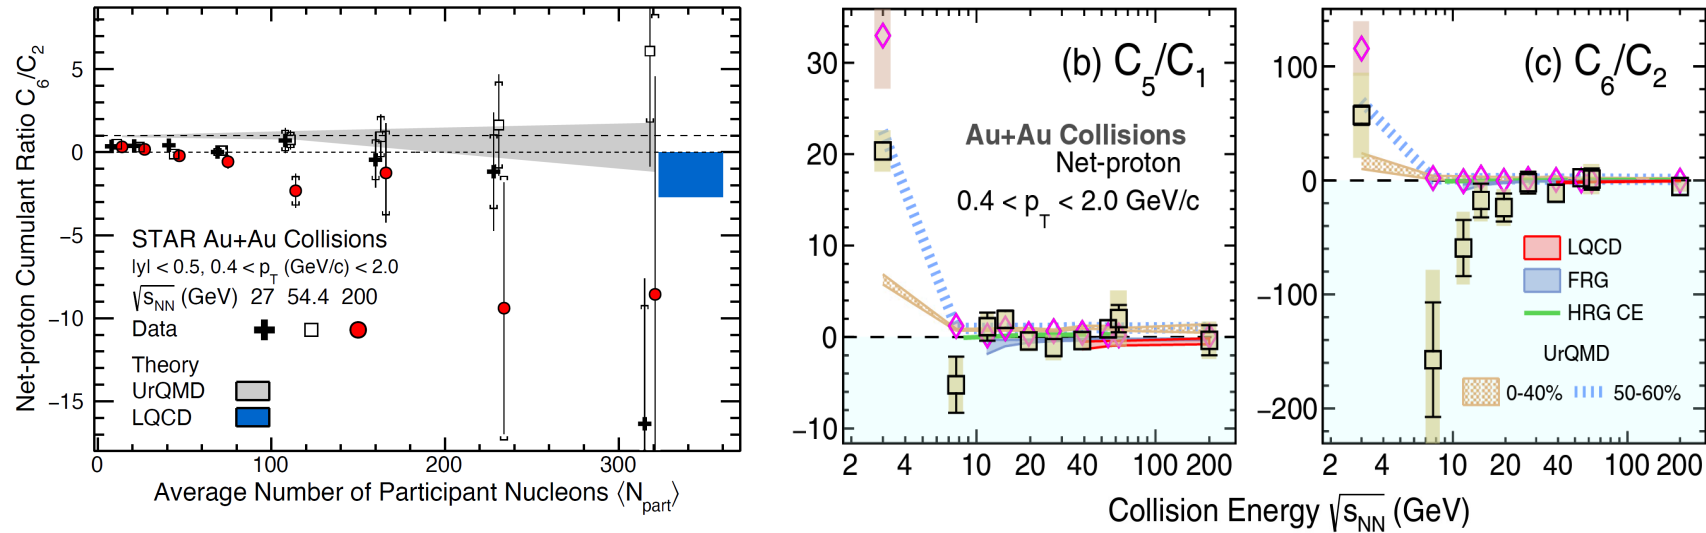 Net-proton Cumulant Ratio C6/C2
5
0
−5
−10
−15
STAR Au+Au Collisions
|y| < 0.5, 0.4 < pT (GeV/c) < 2.0
√sNN (GeV) 27 54.4 200
Data
Theory
UrQMD
LQCD
0 100 200 300
Average Number of Participant Nucleons ⟨Npart⟩
(b) C5/C1
Au+Au Collisions
Net-proton
0.4 < pT < 2.0 GeV/c
30
20
10
0
−10
2 4 10 20 40 100 200
(c) C6/C2
100
0
−100
−200
LQCD
FRG
HRG CE
UrQMD
0-40% 50-60%
2 4 10 20 40 100 200
Collision Energy √sNN (GeV)